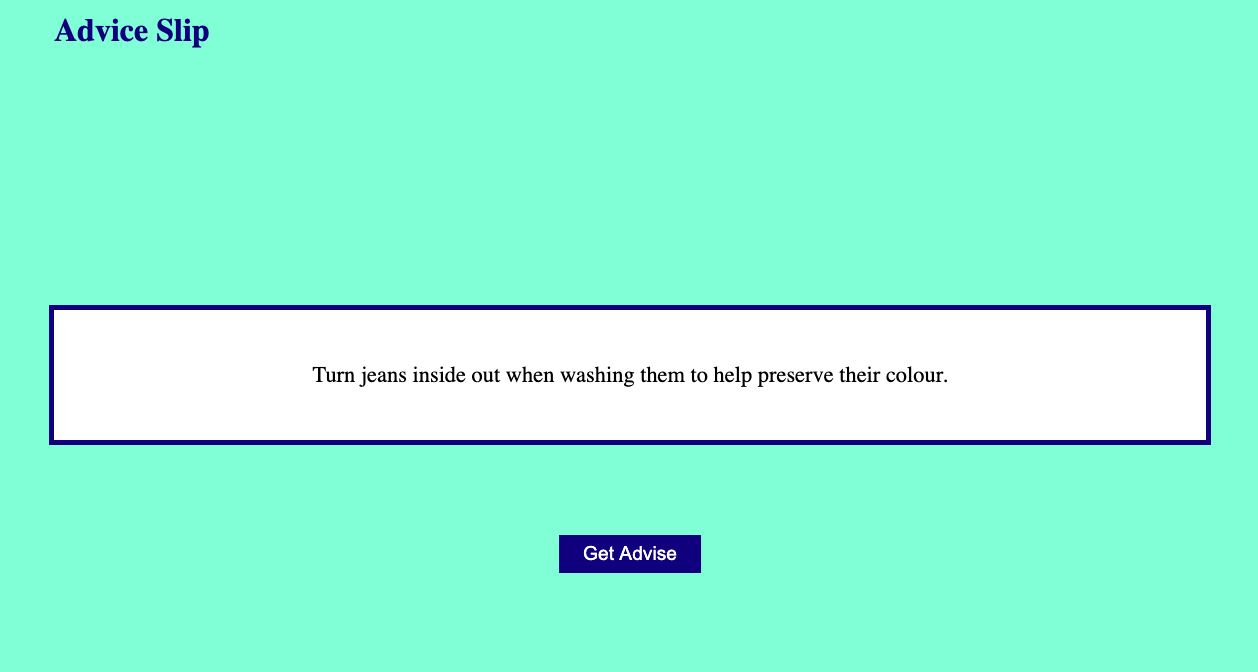 Advice Slip
Turn jeans inside out when washing them to help preserve their colour.
Get Advise